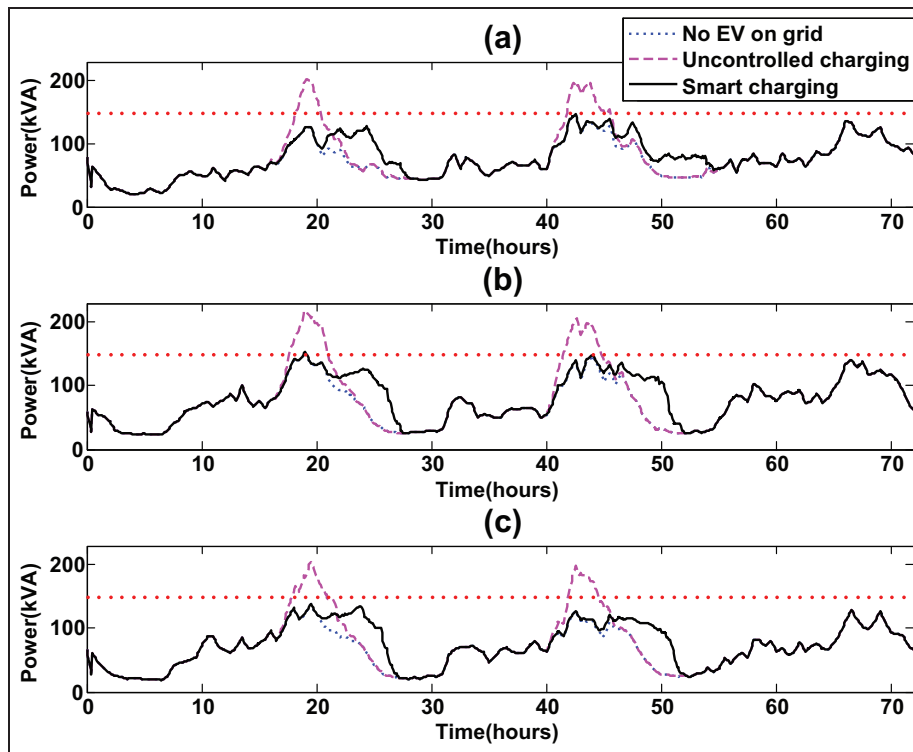 (a)
No EV on grid
Uncontrolled charging
Smart charging
Power(kVA)
200
100
0
0 10 20 30 40 50 60 70
Time(hours)
(b)
Power(kVA)
200
100
0
0 10 20 30 40 50 60 70
Time(hours)
(c)
Power(kVA)
200
100
0
0 10 20 30 40 50 60 70
Time(hours)